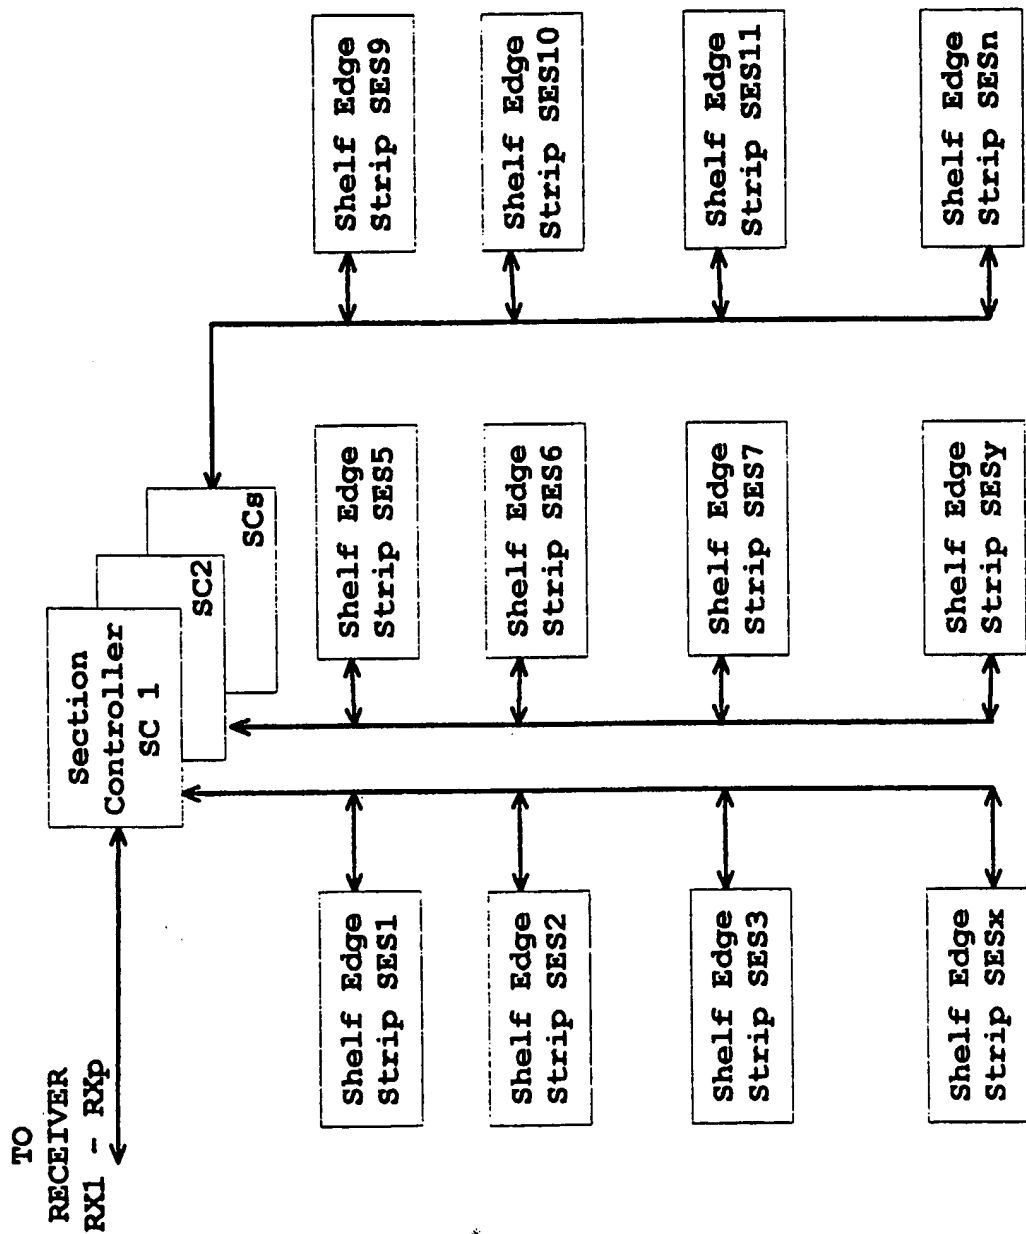 TO
RECEIVER
RX1 - RXp
Section
Controller
SC 1
SC2
SCs
Shelf Edge
Strip SES1
Shelf Edge
Strip SES2
Shelf Edge
Strip SES3
Shelf Edge
Strip SESx
Shelf Edge
Strip SES5
Shelf Edge
Strip SES6
Shelf Edge
Strip SES7
Shelf Edge
Strip SESy
Shelf Edge
Strip SES9
Shelf Edge
Strip SES10
Shelf Edge
Strip SES11
Shelf Edge
Strip SESn